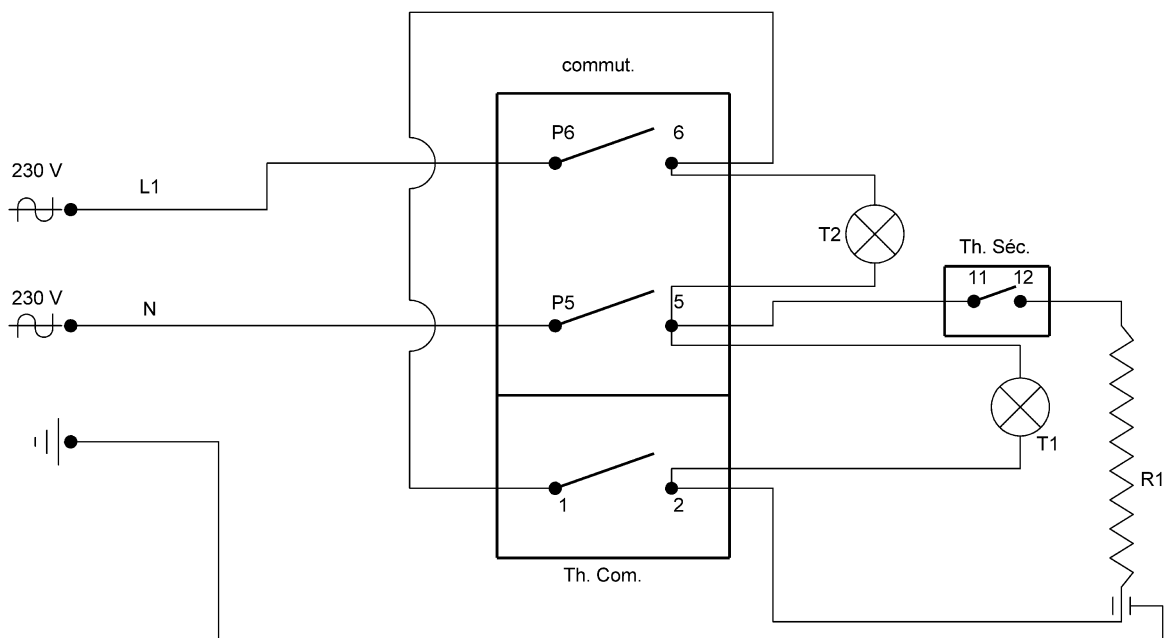 commut.
P6 6
230 V
L1
T2
Th. Séc.
11 12
230 V
N
P5 5
T1
1 2
R1
Th. Com.